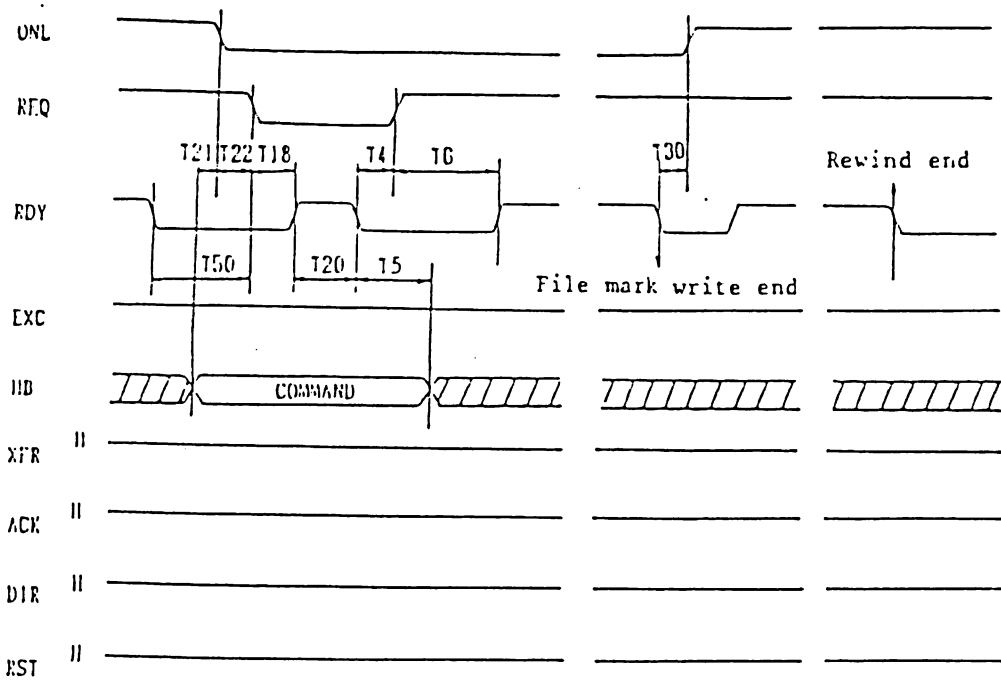 ONL
REQ
T21 T22 T18 T4 T6 T30 Rewind end
RDY
T50 T20 T5 File mark write end
EXC
HB
COMMAND
XFR H
ACK H
DIR H
RST H